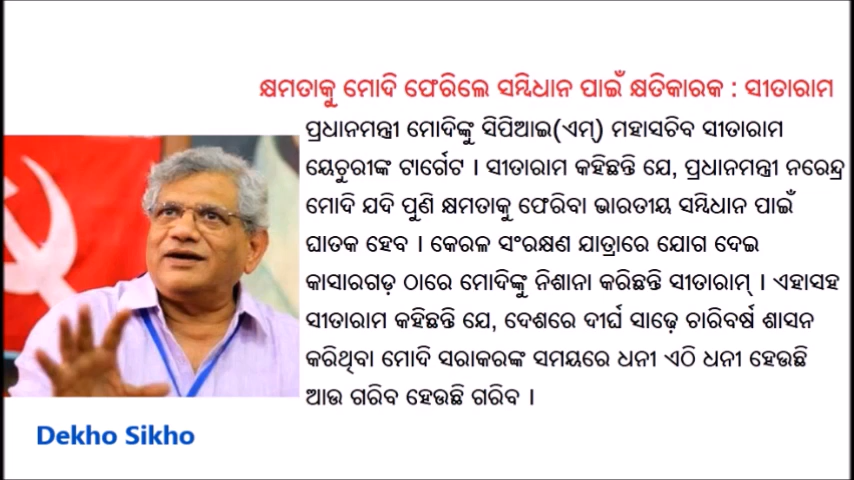 କ୍ଷମତାକୁ ମୋଦି ଫେରିଲେ ସମ୍ବିଧାନ ପାଇଁ କ୍ଷତିକାରକ : ସୀତାରାମ
ପ୍ରଧାନମନ୍ତ୍ରୀ ମୋଦିଙ୍କୁ ସିପିଆଇ(ଏମ୍) ମହାସଚିବ ସୀତାରାମ
ୟେଚୁରୀଙ୍କ ଟାର୍ଗେଟ । ସୀତାରାମ କହିଛନ୍ତି ଯେ, ପ୍ରଧାନମନ୍ତ୍ରୀ ନରେନ୍ଦ୍ର
ମୋଦି ଯଦି ପୁଣି କ୍ଷମତାକୁ ଫେରିବା ଭାରତୀୟ ସମ୍ବିଧାନ ପାଇଁ
ଘାତକ ହେବ । କେରଳ ସଂରକ୍ଷଣ ଯାତ୍ରାରେ ଯୋଗ ଦେଇ
କାସାରଗଡ଼ ଠାରେ ମୋଦିଙ୍କୁ ନିଶାନା କରିଛନ୍ତି ସୀତାରାମ୍ । ଏହାସହ
ସୀତାରାମ କହିଛନ୍ତି ଯେ, ଦେଶରେ ଦୀର୍ଘ ସାଢ଼େ ଚାରିବର୍ଷ ଶାସନ
କରିଥିବା ମୋଦି ସରାକରଙ୍କ ସମୟରେ ଧନୀ ଏଠି ଧନୀ ହେଉଛି
ଆଉ ଗରିବ ହେଉଛି ଗରିବ ।
Dekho Sikho